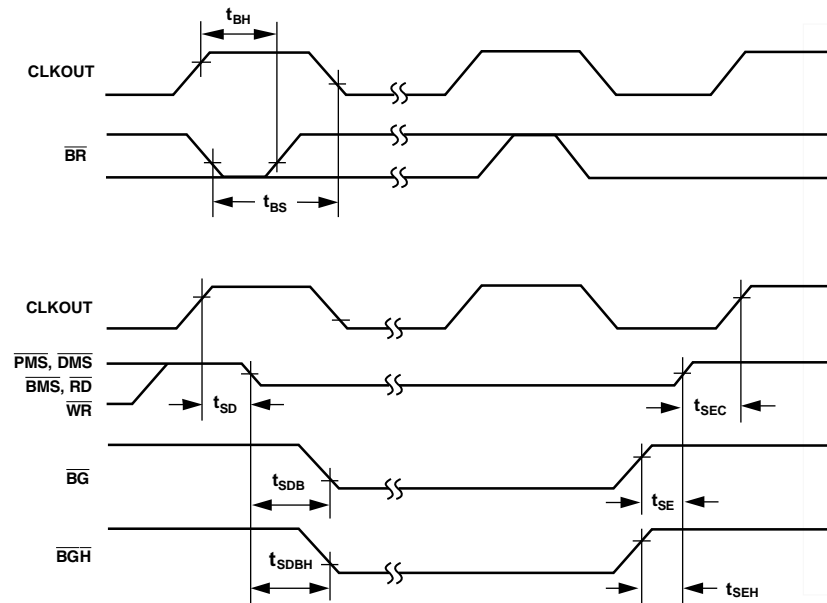 tBH
CLKOUT
BR
tBS
CLKOUT
PMS, DMS
BMS, RD
WR
tSD
tSEC
BG
tSDB
tSE
BGH
tSDBH
tSEH